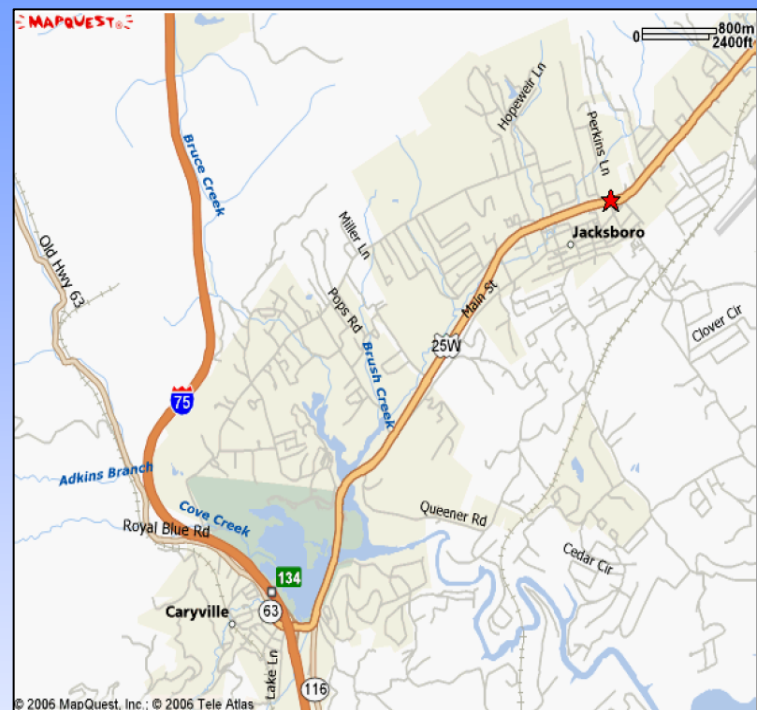 MAPQUEST®
0 800m
2400ft
Hopeweir Ln
Perkins Ln
Bruce Creek
Jacksboro
Miller Ln
Old Hwy 63
Main St
Pops Rd
Clover Cir
25W
Brush Creek
75
Adkins Branch
Cove Creek
Queener Rd
Royal Blue Rd
Cedar Cir
134
63
Caryville
Lake Ln
116
© 2006 MapQuest, Inc.; © 2006 Tele Atlas